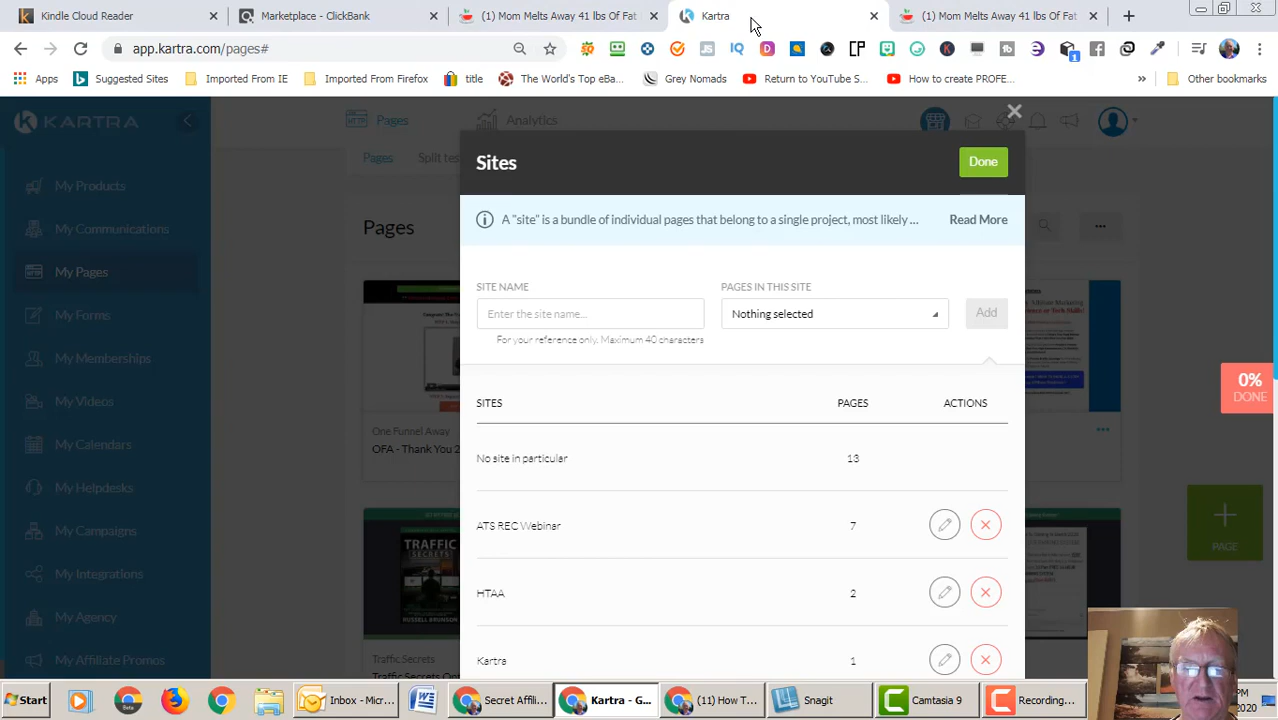 Kindle Cloud Reader
Marketplace - ClickBank
(1) Mom Melts Away 41 lbs Of Fat
Kartra
(1) Mom Melts Away 41 Lbs Of Fat
app.kartra.com/pages#
Apps
Suggested Sites
Imported From IE
Imported From Firefox
title
The World's Top eBa...
Grey Nomads
Return to YouTube S...
How to create PROFE...
»
Other bookmarks
KARTRA
Pages
Analytics
Sites
Done
Pages
Split tes
My Products
A "site" is a bundle of individual pages that belong to a single project, most likely ...
Read More
My Communications
Pages
My Pages
SITE NAME
PAGES IN THIS SITE
My Forms
Enter the site name...
Nothing selected
Add
For your reference only. Maximum 40 characters
My Memberships
0%
DONE
My Videos
SITES
PAGES
ACTIONS
One Funnel Away
My Calendars
OFA - Thank You 2
No site in particular
13
My Helpdesks
PAGE
My Campaigns
ATPREC Webinar
7
TRAFFIC
SECRETS
My Integrations
HTAA
2
My Agency
RUSSELL BRUNSON
Traffic Secrets
My Affiliate Promos
Kartra
1
Start
Inbox - Micr...
Secret Affili...
Kartra - G...
(11) How T...
Snagit
Camtasia 9
Recording...
PM
2020